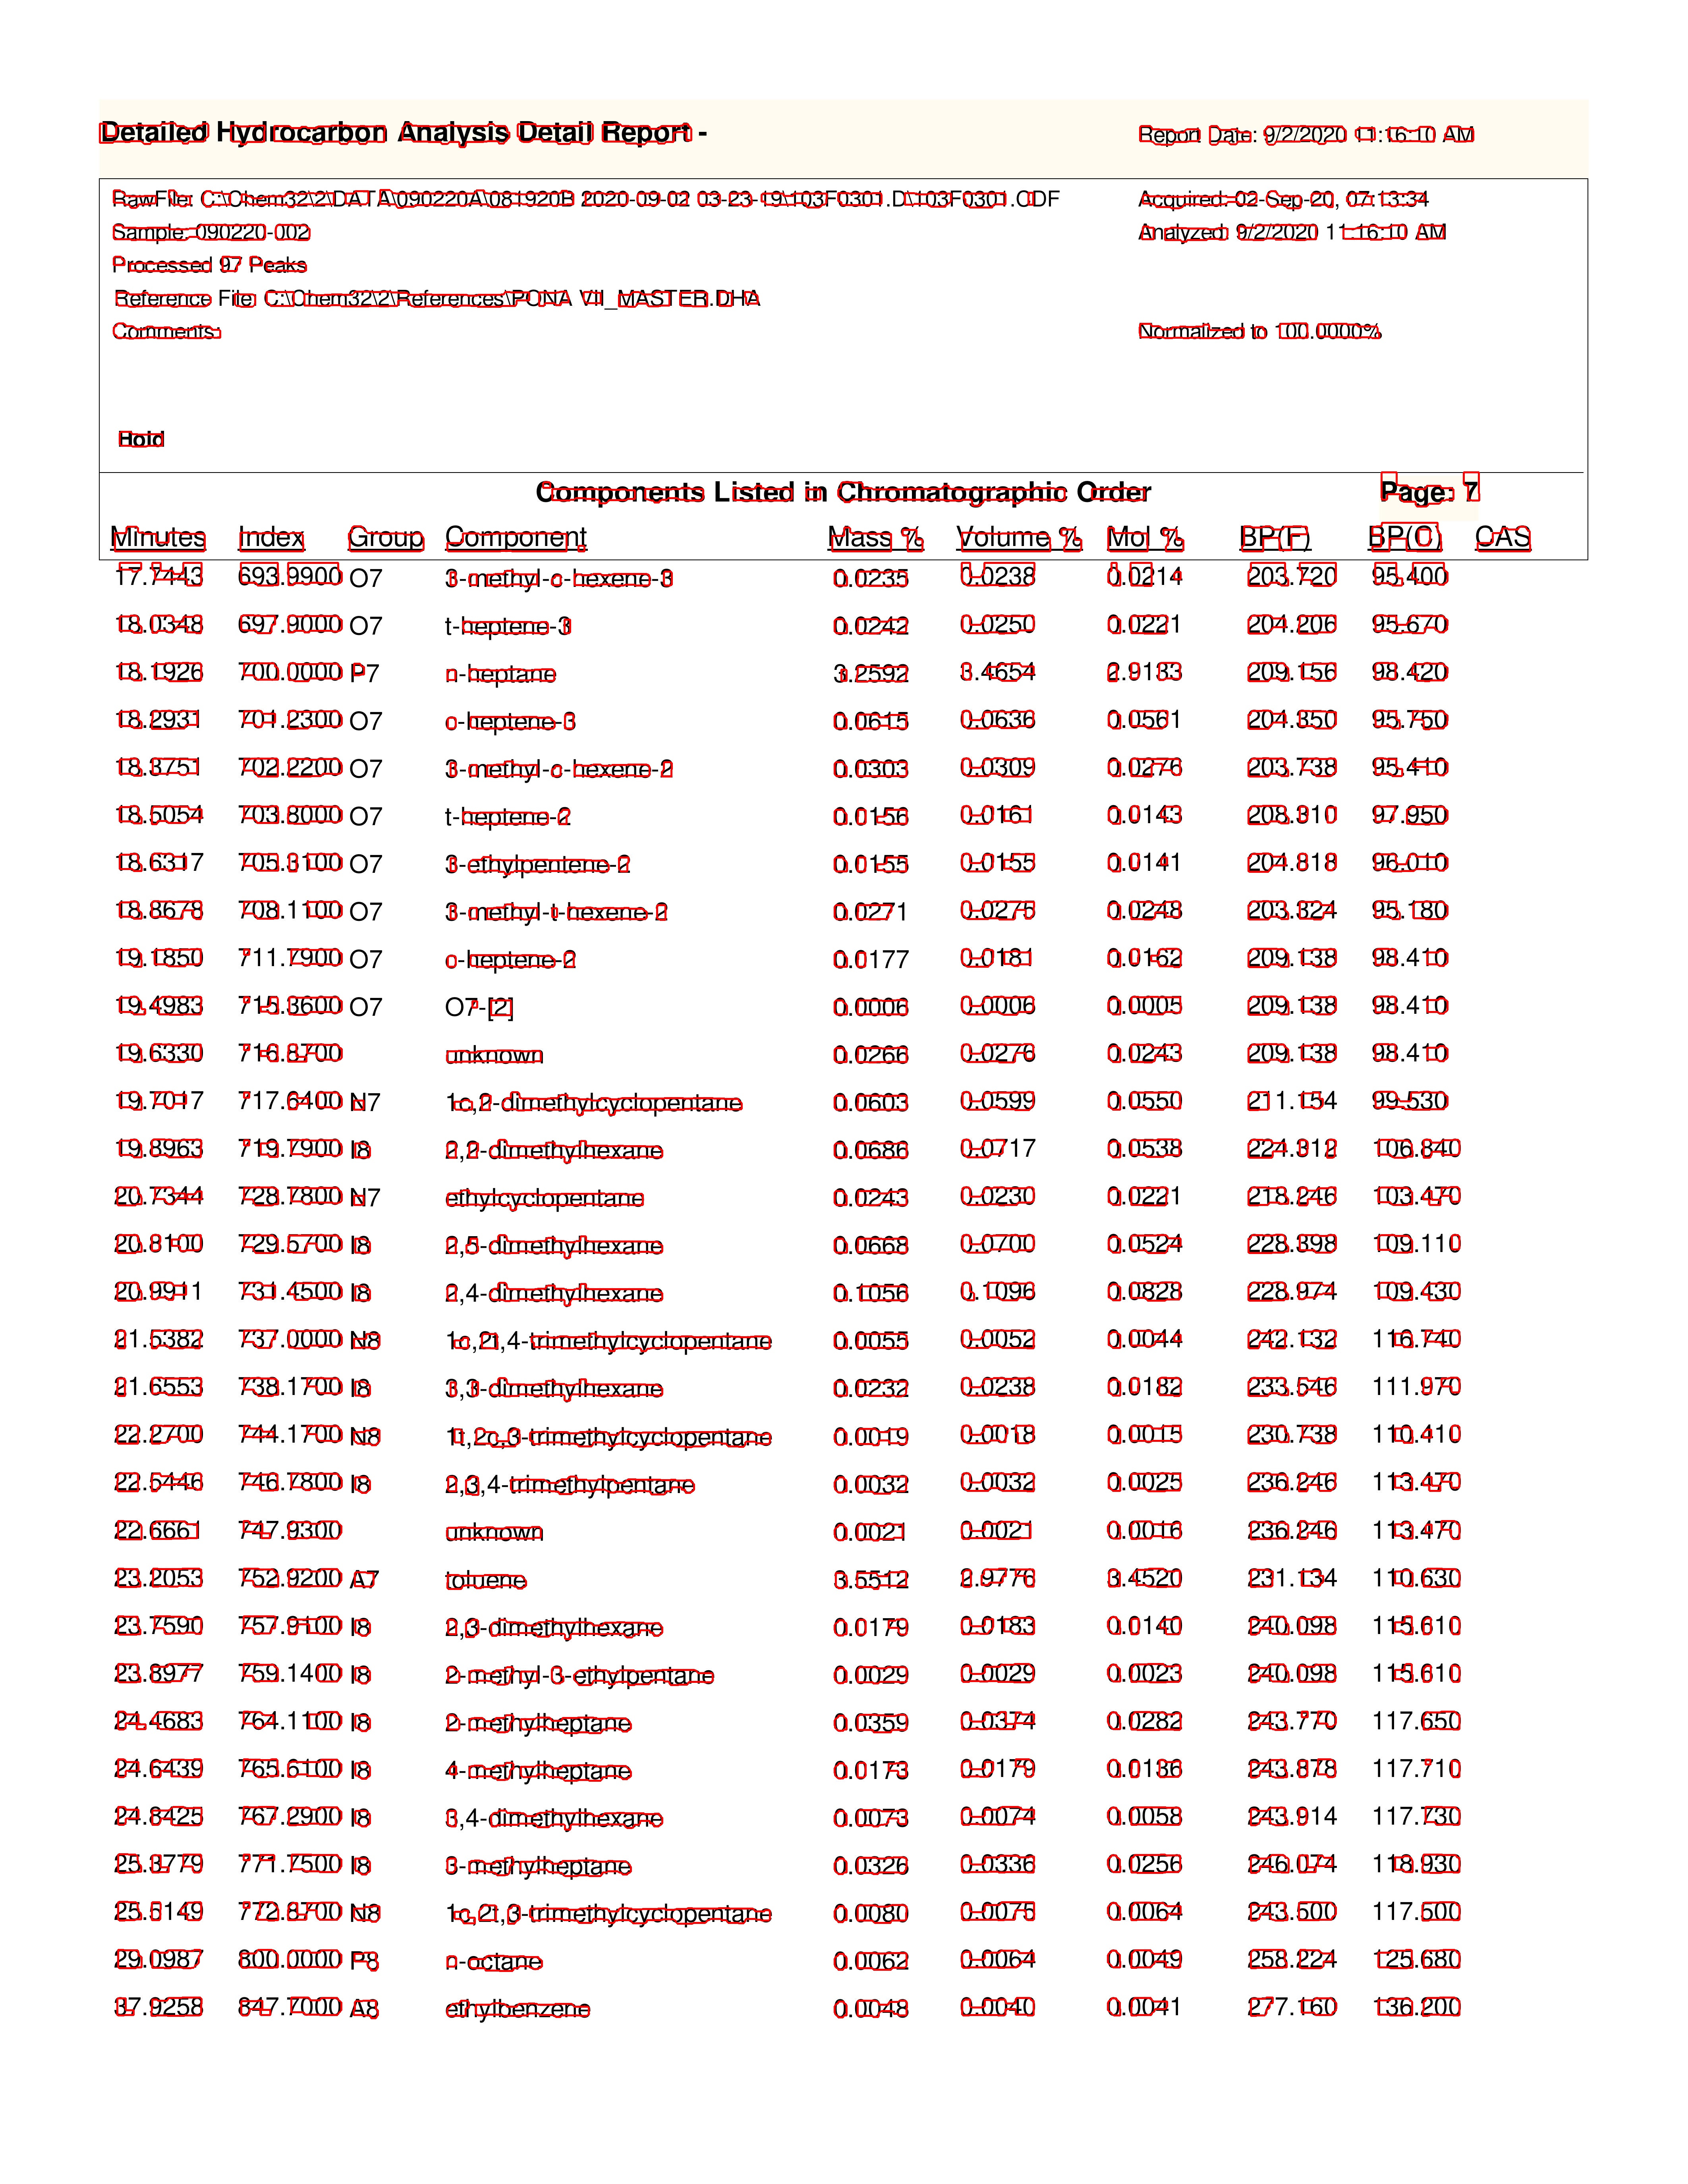 Detailed Hydrocarbon Analysis Detail Report - Report Date: 9/2/2020 11:16:10 AM
RawFile: C:\Chem32\2\DATA\090220A\081920B 2020-09-02 03-23-19\103F0301.D\103F0301.CDF Acquired: 02-Sep-20, 07:13:34
Sample: 090220-002 Analyzed: 9/2/2020 11:16:10 AM
Processed 97 Peaks
Reference File: C:\Chem32\2\References\PONA VII_MASTER.DHA
Comments: Normalized to 100.0000%
Hold
Components Listed in Chromatographic Order Page: 7
Minutes Index Group Component Mass % Volume % Mol % BP(F) BP(C) CAS
17.7443 693.9900 O7 3-methyl-c-hexene-3 0.0235 0.0238 0.0214 203.720 95.400
18.0348 697.9000 O7 t-heptene-3 0.0242 0.0250 0.0221 204.206 95.670
18.1926 700.0000 P7 n-heptane 3.2592 3.4654 2.9133 209.156 98.420
18.2931 701.2300 O7 c-heptene-3 0.0615 0.0636 0.0561 204.350 95.750
18.3751 702.2200 O7 3-methyl-c-hexene-2 0.0303 0.0309 0.0276 203.738 95.410
18.5054 703.8000 O7 t-heptene-2 0.0156 0.0161 0.0143 208.310 97.950
18.6317 705.3100 O7 3-ethylpentene-2 0.0155 0.0155 0.0141 204.818 96.010
18.8678 708.1100 O7 3-methyl-t-hexene-2 0.0271 0.0275 0.0248 203.324 95.180
19.1850 711.7900 O7 c-heptene-2 0.0177 0.0181 0.0162 209.138 98.410
19.4983 715.3600 O7 O7-[2] 0.0006 0.0006 0.0005 209.138 98.410
19.6330 716.8700 unknown 0.0266 0.0276 0.0243 209.138 98.410
19.7017 717.6400 N7 1c,2-dimethylcyclopentane 0.0603 0.0599 0.0550 211.154 99.530
19.8963 719.7900 I8 2,2-dimethylhexane 0.0686 0.0717 0.0538 224.312 106.840
20.7344 728.7800 N7 ethylcyclopentane 0.0243 0.0230 0.0221 218.246 103.470
20.8100 729.5700 I8 2,5-dimethylhexane 0.0668 0.0700 0.0524 228.398 109.110
20.9911 731.4500 I8 2,4-dimethylhexane 0.1056 0.1096 0.0828 228.974 109.430
21.5382 737.0000 N8 1c,2t,4-trimethylcyclopentane 0.0055 0.0052 0.0044 242.132 116.740
21.6553 738.1700 I8 3,3-dimethylhexane 0.0232 0.0238 0.0182 233.546 111.970
22.2700 744.1700 N8 1t,2c,3-trimethylcyclopentane 0.0019 0.0018 0.0015 230.738 110.410
22.5446 746.7800 I8 2,3,4-trimethylpentane 0.0032 0.0032 0.0025 236.246 113.470
22.6661 747.9300 unknown 0.0021 0.0021 0.0016 236.246 113.470
23.2053 752.9200 A7 toluene 3.5512 2.9776 3.4520 231.134 110.630
23.7590 757.9100 I8 2,3-dimethylhexane 0.0179 0.0183 0.0140 240.098 115.610
23.8977 759.1400 I8 2-methyl-3-ethylpentane 0.0029 0.0029 0.0023 240.098 115.610
24.4683 764.1100 I8 2-methylheptane 0.0359 0.0374 0.0282 243.770 117.650
24.6439 765.6100 I8 4-methylheptane 0.0173 0.0179 0.0136 243.878 117.710
24.8425 767.2900 I8 3,4-dimethylhexane 0.0073 0.0074 0.0058 243.914 117.730
25.3779 771.7500 I8 3-methylheptane 0.0326 0.0336 0.0256 246.074 118.930
25.5149 772.8700 N8 1c,2t,3-trimethylcyclopentane 0.0080 0.0075 0.0064 243.500 117.500
29.0987 800.0000 P8 n-octane 0.0062 0.0064 0.0049 258.224 125.680
37.9258 847.7000 A8 ethylbenzene 0.0048 0.0040 0.0041 277.160 136.200